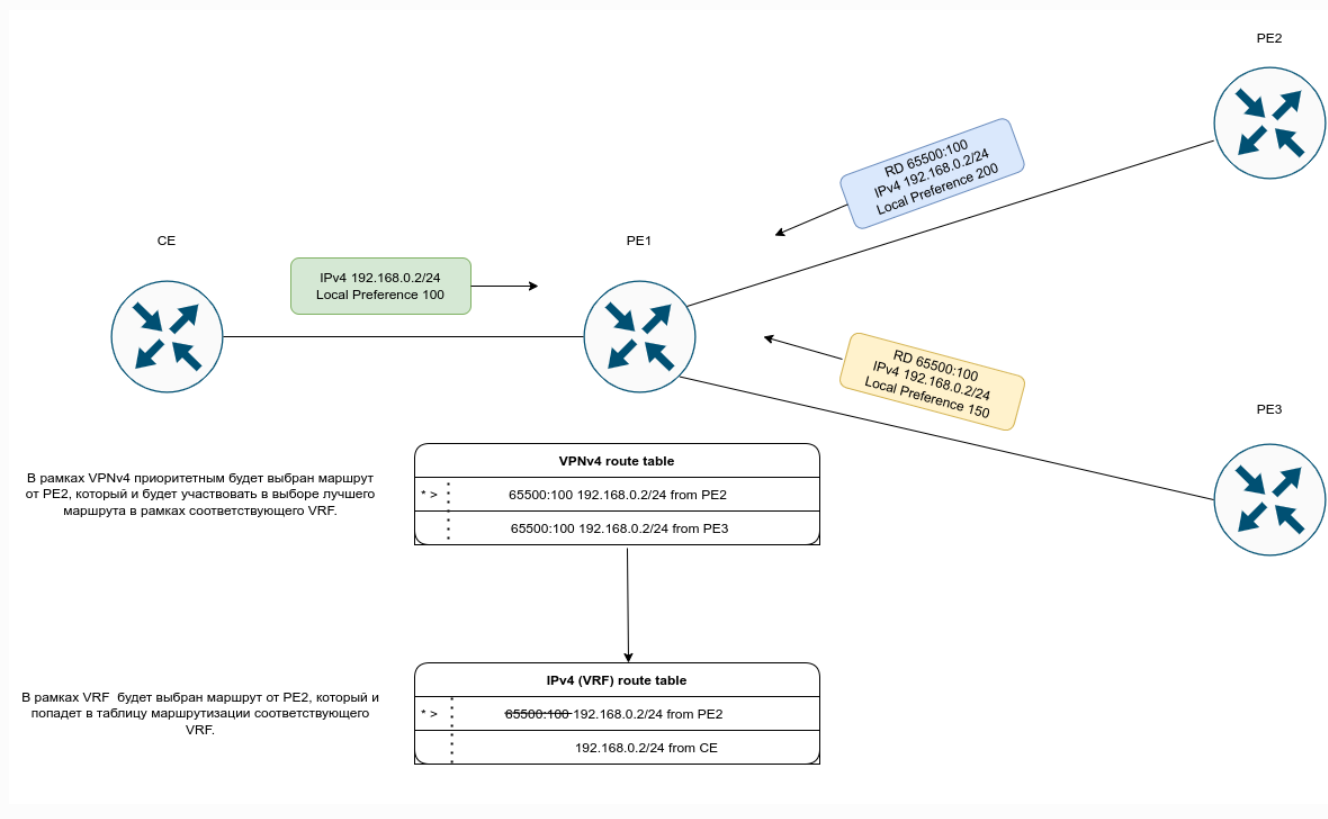 PE2
RD 65500:100
IPv4 192.168.0.2/24
Local Preference 200
CE
PE1
IPv4 192.168.0.2/24
Local Preference 100
RD 65500:100
IPv4 192.168.0.2/24
Local Preference 150
PE3
В рамках VPNv4 приоритетным будет выбран маршрут
от PE2, который и будет участвовать в выборе лучшего
маршрута в рамках соответствующего VRF.
VPNv4 route table
* > 65500:100 192.168.0.2/24 from PE2
65500:100 192.168.0.2/24 from PE3
В рамках VRF будет выбран маршрут от PE2, который и
попадет в таблицу маршрутизации соответствующего
VRF.
IPv4 (VRF) route table
* > 65500:100 192.168.0.2/24 from PE2
192.168.0.2/24 from CE